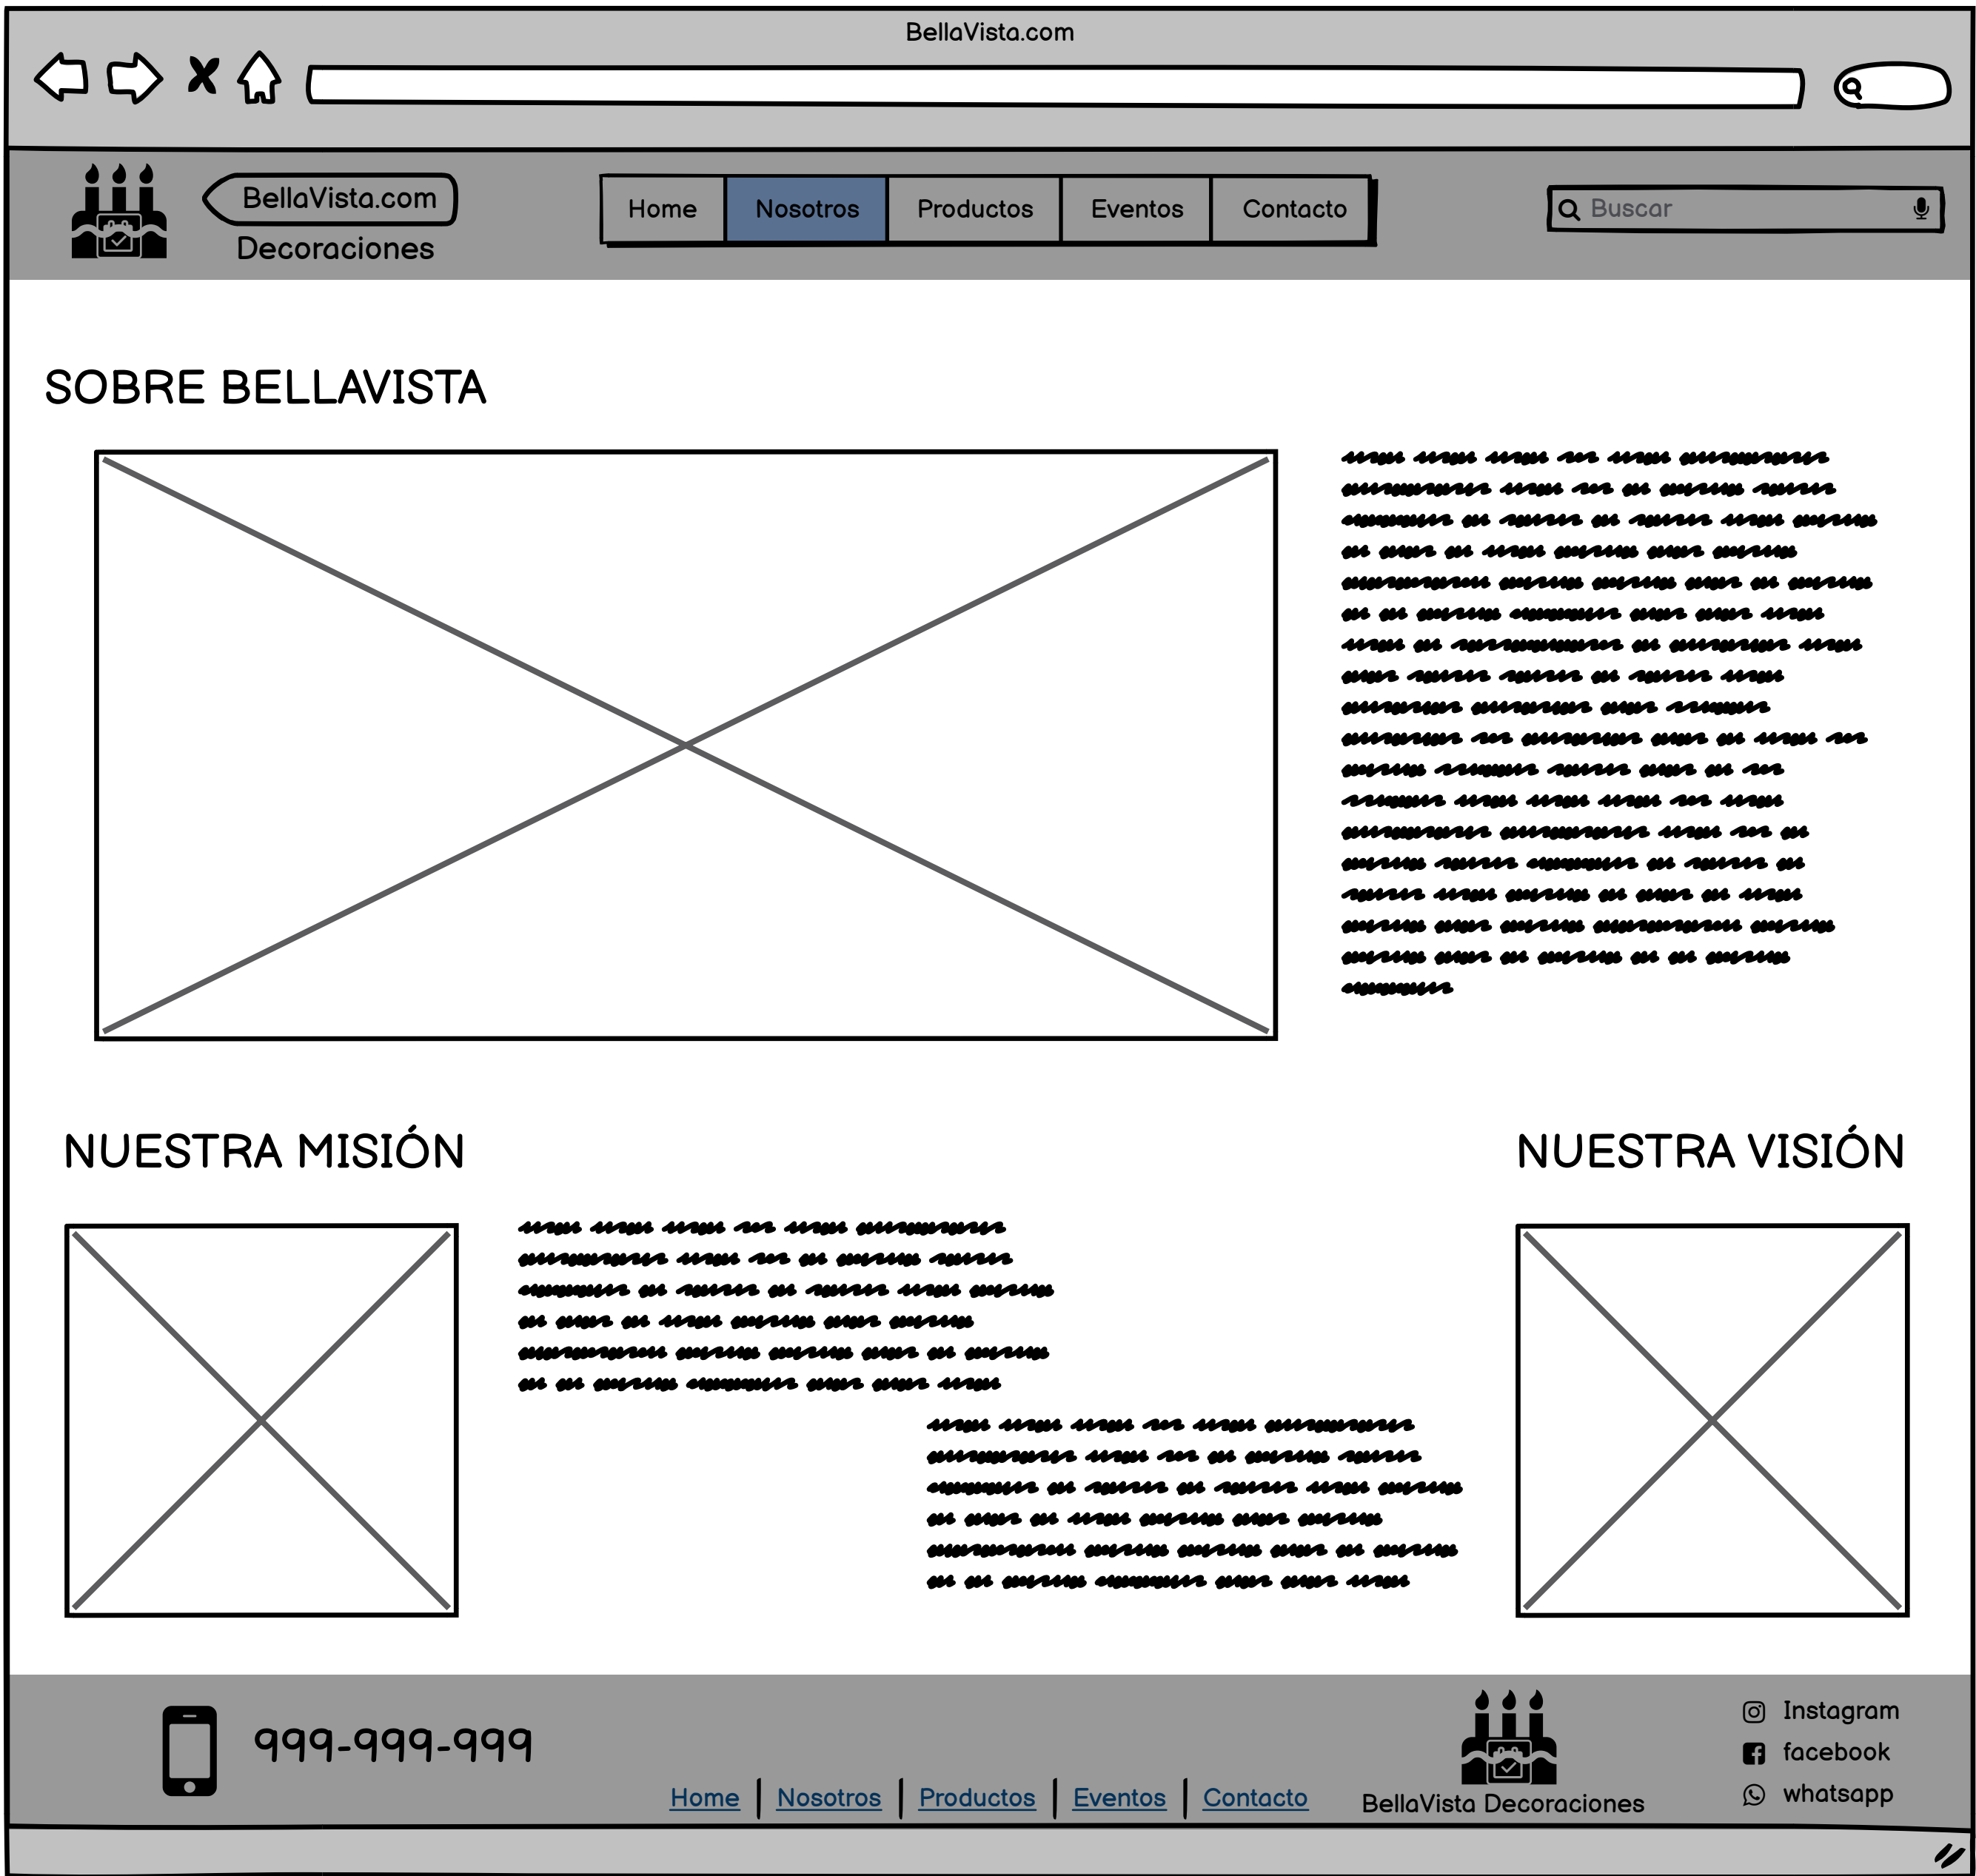 BellaVista.com
BellaVista.com
Decoraciones
Home Nosotros Productos Eventos Contacto
Buscar
SOBRE BELLAVISTA
NUESTRA MISIÓN
NUESTRA VISIÓN
999-999-999
Home Nosotros Productos Eventos Contacto
BellaVista Decoraciones
Instagram
facebook
whatsapp